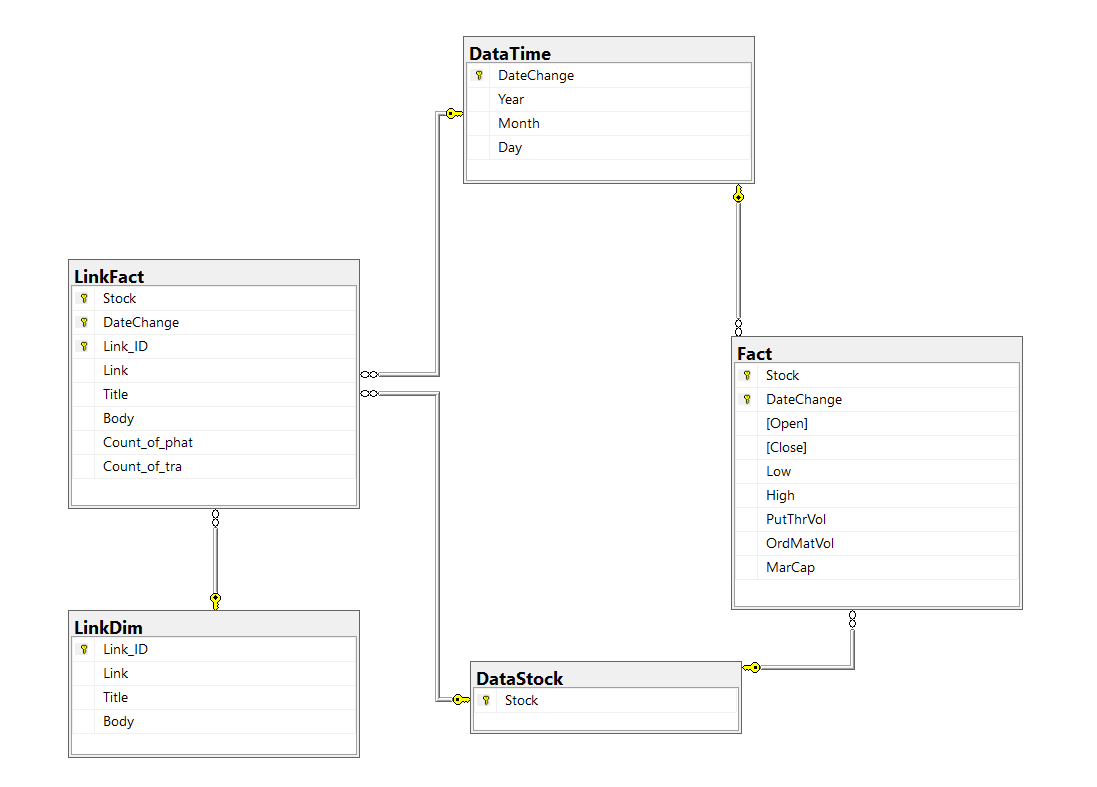 DataTime
DateChange
Year
Month
Day
LinkFact
Stock
DateChange
Link_ID
Link
Title
Body
Count_of_phat
Count_of_tra
Fact
Stock
DateChange
[Open]
[Close]
Low
High
PutThrVol
OrdMatVol
MarCap
LinkDim
Link_ID
Link
Title
Body
DataStock
Stock